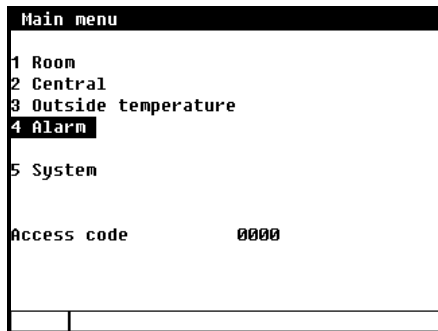 Main menu
1 Room
2 Central
3 Outside temperature
4 Alarm
5 System
Access code 0000